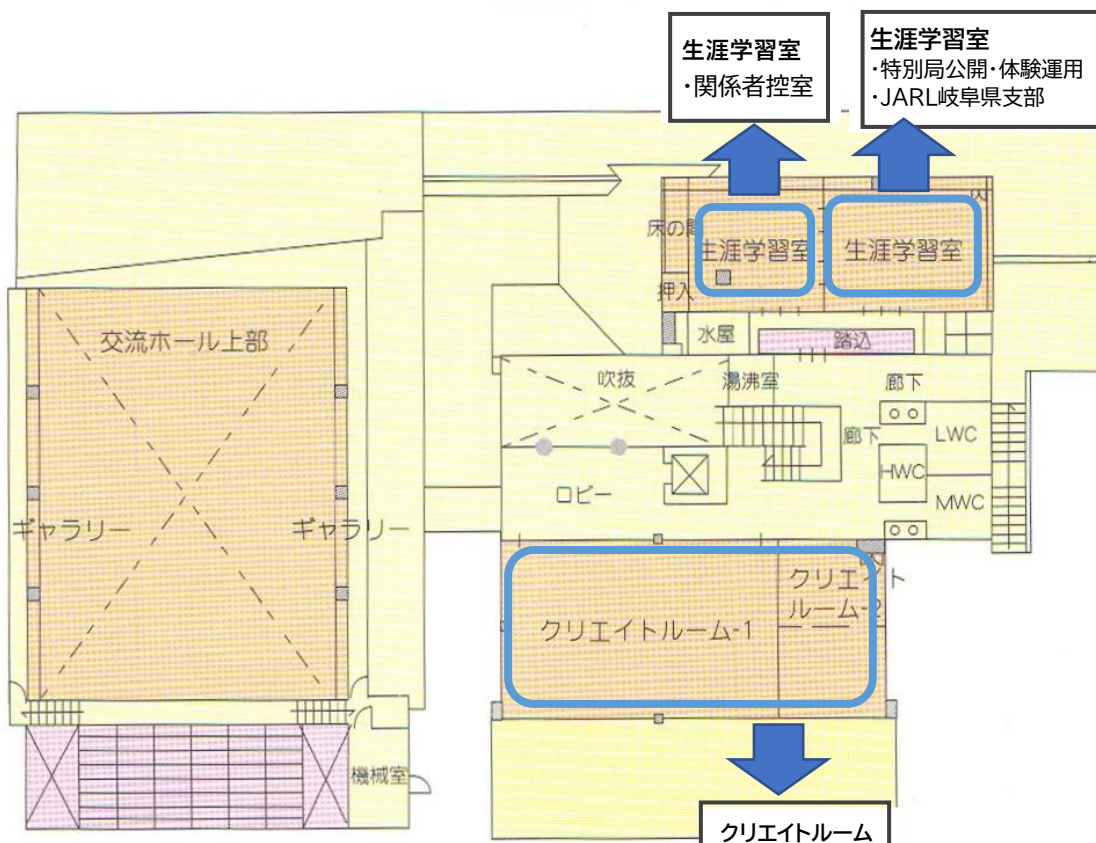 生涯学習室
・関係者控室
生涯学習室
・特別局公開・体験運用
・JARL岐阜県支部
床の間
生涯学習室
生涯学習室
押入
水屋
踏込
交流ホール上部
吹抜
湯沸室
廊下
廊下
LWC
HWC
MWC
ロビー
ギャラリー
ギャラリー
クリエイト
ルーム-2
クリエイトルーム-1
機械室
クリエイトルーム